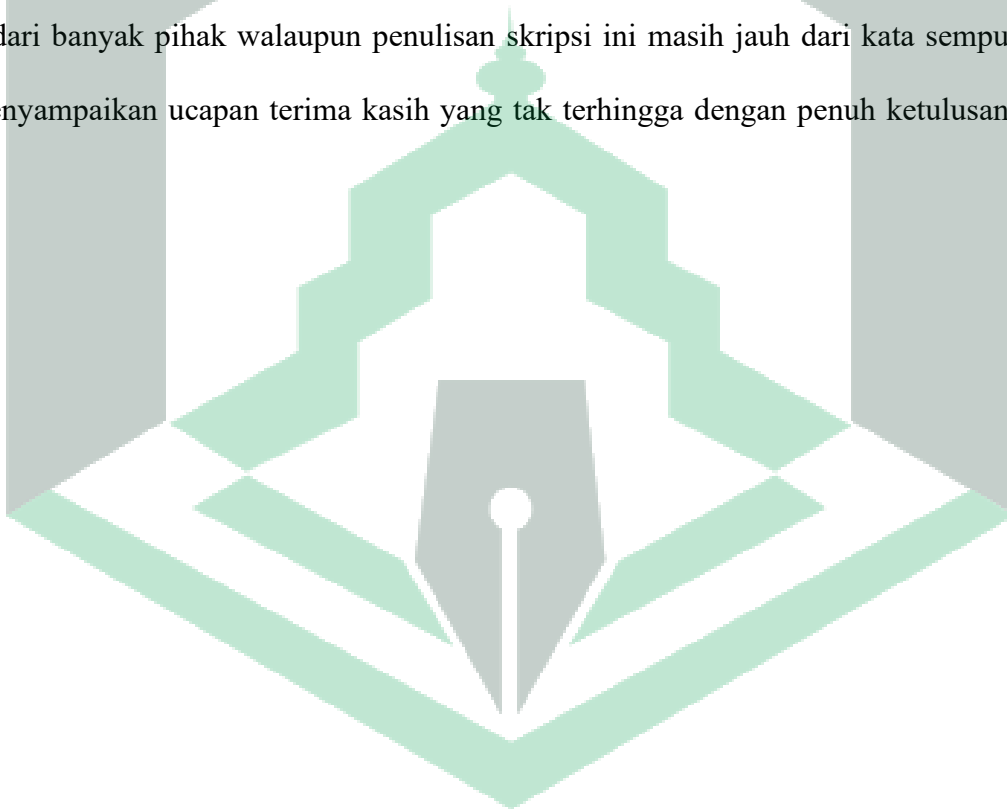 dari banyak pihak walaupun penulisan skripsi ini masih jauh dari kata sempu
nyampaikan ucapan terima kasih yang tak terhingga dengan penuh ketulusan